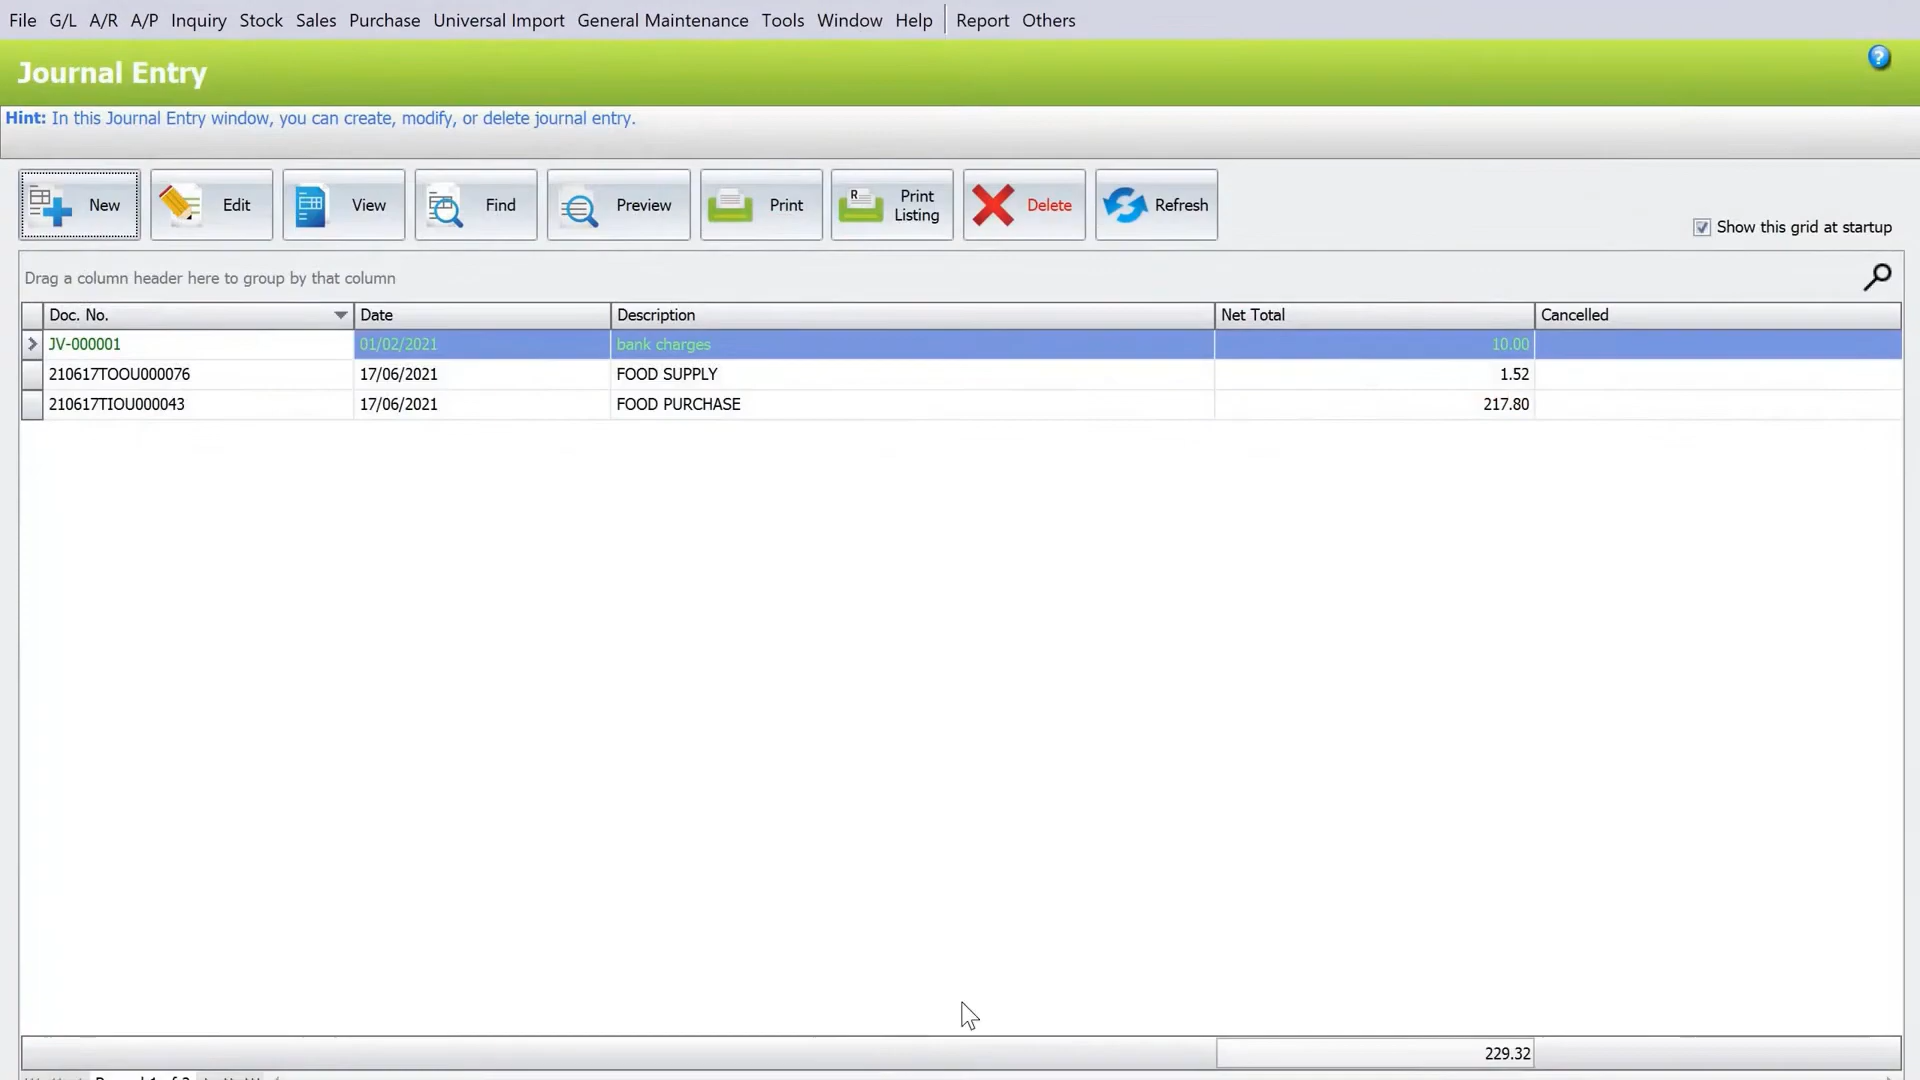 File G/L A/R A/P Inquiry Stock Sales Purchase Universal Import General Maintenance Tools Window Help Report Others
Journal Entry
Hint: In this Journal Entry window, you can create, modify, or delete journal entry.
New Edit View Find Preview Print Print Listing Delete Refresh
Show this grid at startup
Drag a column header here to group by that column
Doc. No. Date Description Net Total Cancelled
JV-000001 01/02/2021 bank charges 10.00
210617TOOU000076 17/06/2021 FOOD SUPPLY 1.52
210617TIOU000043 17/06/2021 FOOD PURCHASE 217.80
229.32